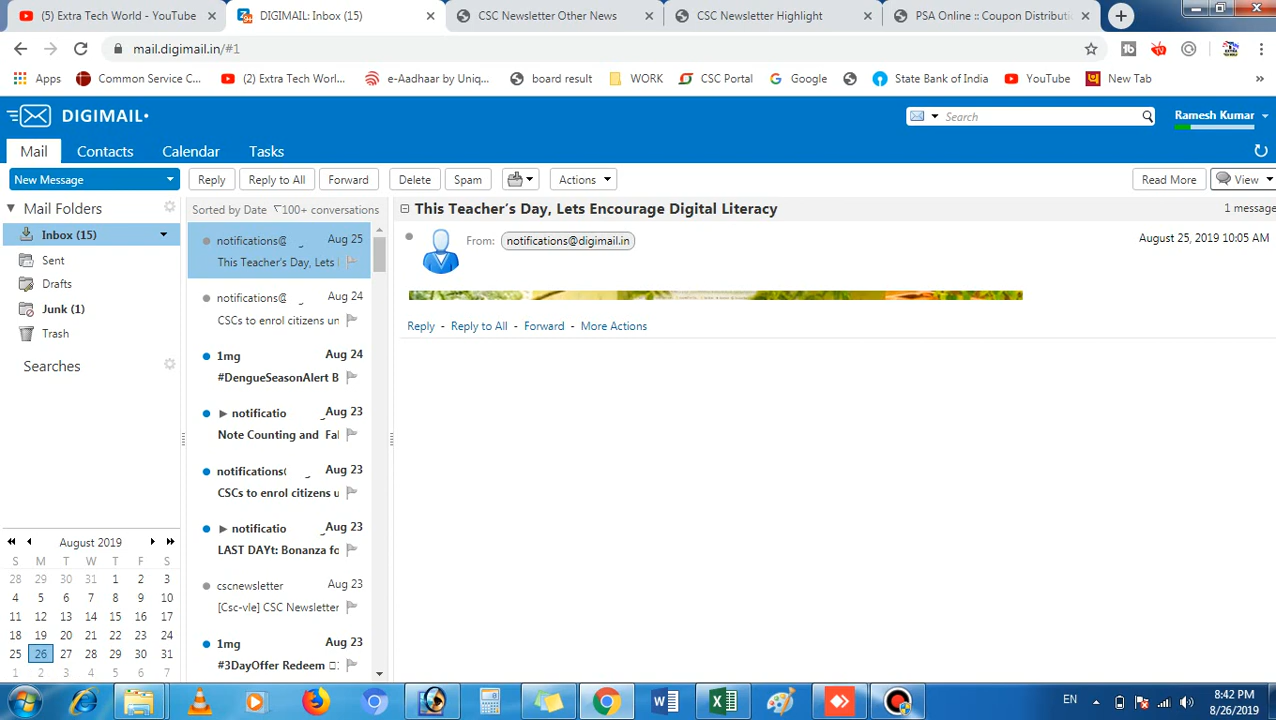 (5) Extra Tech World - YouTube
DIGIMAIL: Inbox (15)
CSC Newsletter Other News
CSC Newsletter Highlight
PSA Online :: Coupon Distributi
mail.digimail.in/#1
Apps
Common Service C...
(2) Extra Tech Worl...
e-Aadhaar by Uniq...
board result
WORK
CSC Portal
Google
State Bank of India
YouTube
New Tab
DIGIMAIL
Search
Ramesh Kumar
Mail Contacts Calendar Tasks
New Message
Reply Reply to All Forward Delete Spam Actions Read More View
Mail Folders
Inbox (15)
Sent
Drafts
Junk (1)
Trash
Searches
August 2019
S M T W T F S
28 29 30 31 1 2 3
4 5 6 7 8 9 10
11 12 13 14 15 16 17
18 19 20 21 22 23 24
25 26 27 28 29 30 31
1 2 3 4 5 6 7
Sorted by Date 100+ conversations
notifications@ Aug 25
This Teacher's Day, Lets
notifications@ Aug 24
CSCs to enrol citizens un
1mg Aug 24
#DengueSeasonAlert B
notificatio Aug 23
Note Counting and Fal
notifications Aug 23
CSCs to enrol citizens u
notificatio Aug 23
LAST DAYt: Bonanza fo
cscnewsletter Aug 23
[Csc-vle] CSC Newsletter
1mg Aug 23
#3DayOffer Redeem
This Teacher's Day, Lets Encourage Digital Literacy
1 message
From: notifications@digimail.in
August 25, 2019 10:05 AM
Reply - Reply to All - Forward - More Actions
EN
8:42 PM
8/26/2019